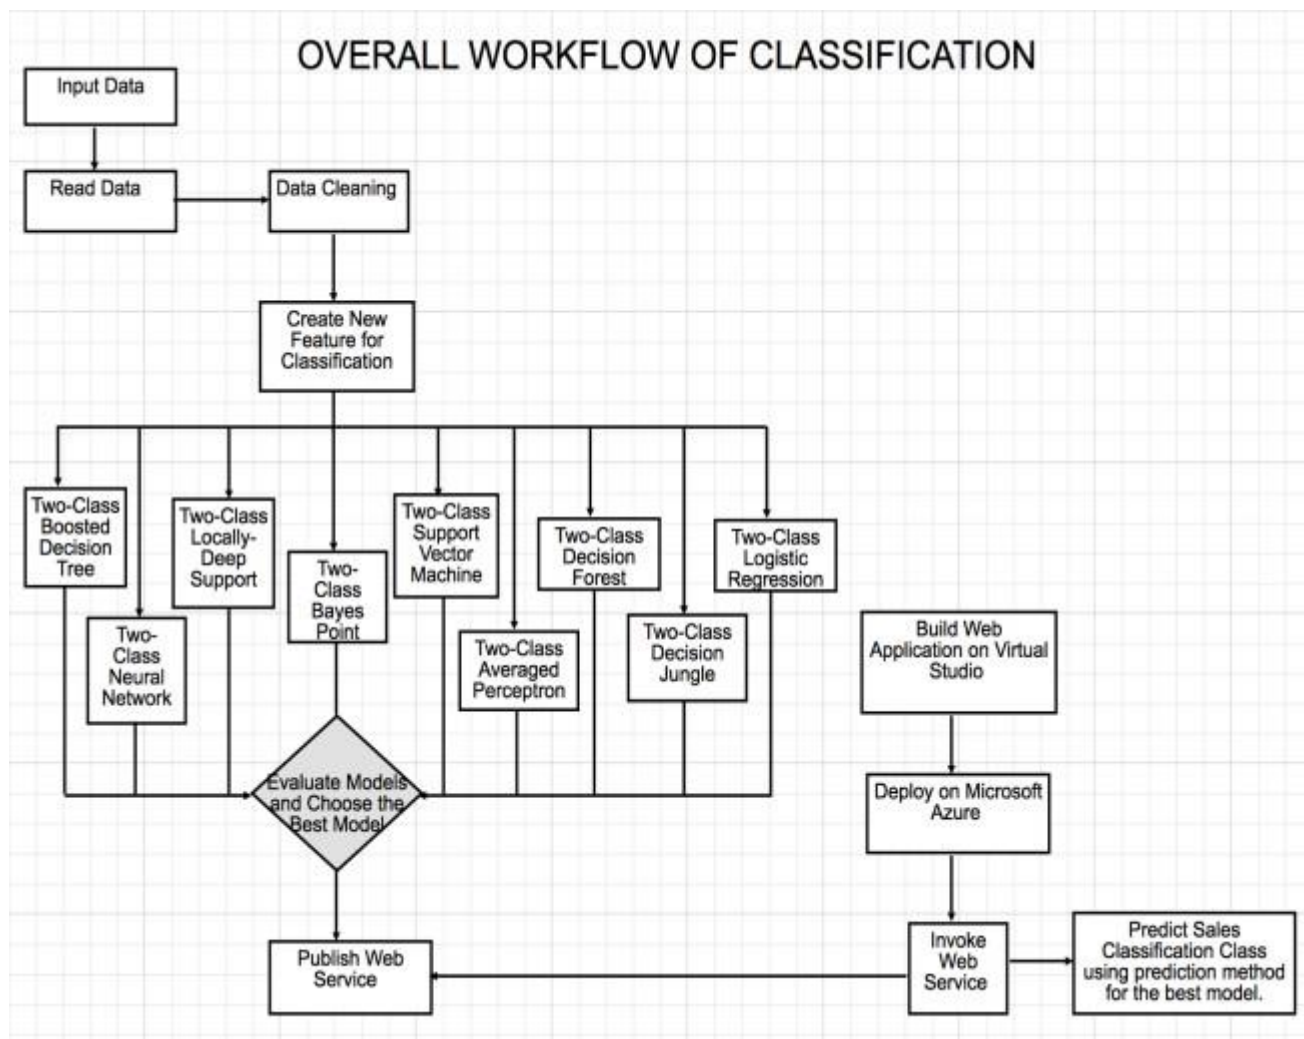 OVERALL WORKFLOW OF CLASSIFICATION
Input Data
Read Data
Data Cleaning
Create New
Feature for
Classification
Two-Class
Boosted
Decision
Tree
Two-Class
Neural
Network
Two-Class
Locally-
Deep
Support
Two-
Class
Bayes
Point
Two-Class
Support
Vector
Machine
Two-Class
Averaged
Perceptron
Two-Class
Decision
Forest
Two-Class
Decision
Jungle
Two-Class
Logistic
Regression
Evaluate Models
and Choose the
Best Model
Publish Web
Service
Build Web
Application on Virtual
Studio
Deploy on Microsoft
Azure
Invoke
Web
Service
Predict Sales
Classification Class
using prediction method
for the best model.